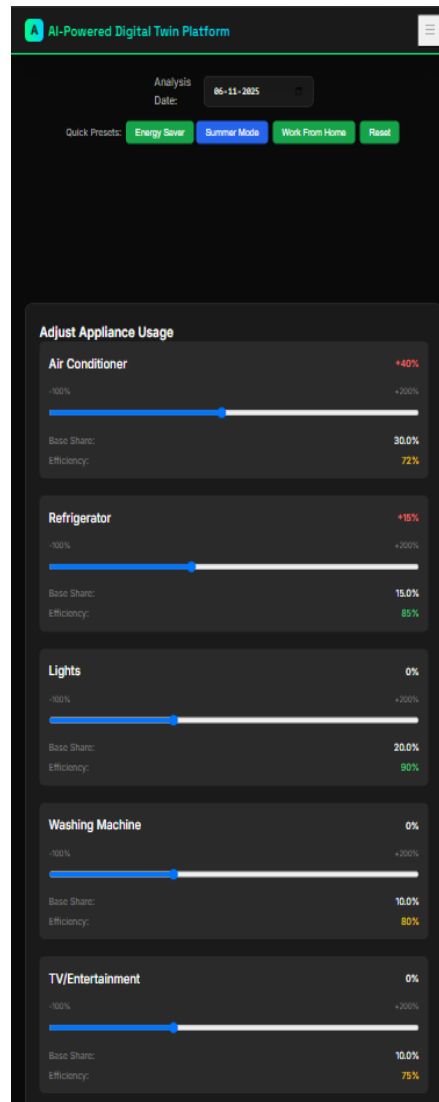 A AI-Powered Digital Twin Platform
Analysis
Date:
06-11-2025
Quick Presets: Energy Saver Summer Mode Work From Home Reset
Adjust Appliance Usage
Air Conditioner +40%
-100% +200%
Base Share: 30.0%
Efficiency: 72%
Refrigerator +15%
-100% +200%
Base Share: 15.0%
Efficiency: 85%
Lights 0%
-100% +200%
Base Share: 20.0%
Efficiency: 90%
Washing Machine 0%
-100% +200%
Base Share: 10.0%
Efficiency: 80%
TV/Entertainment 0%
-100% +200%
Base Share: 10.0%
Efficiency: 75%